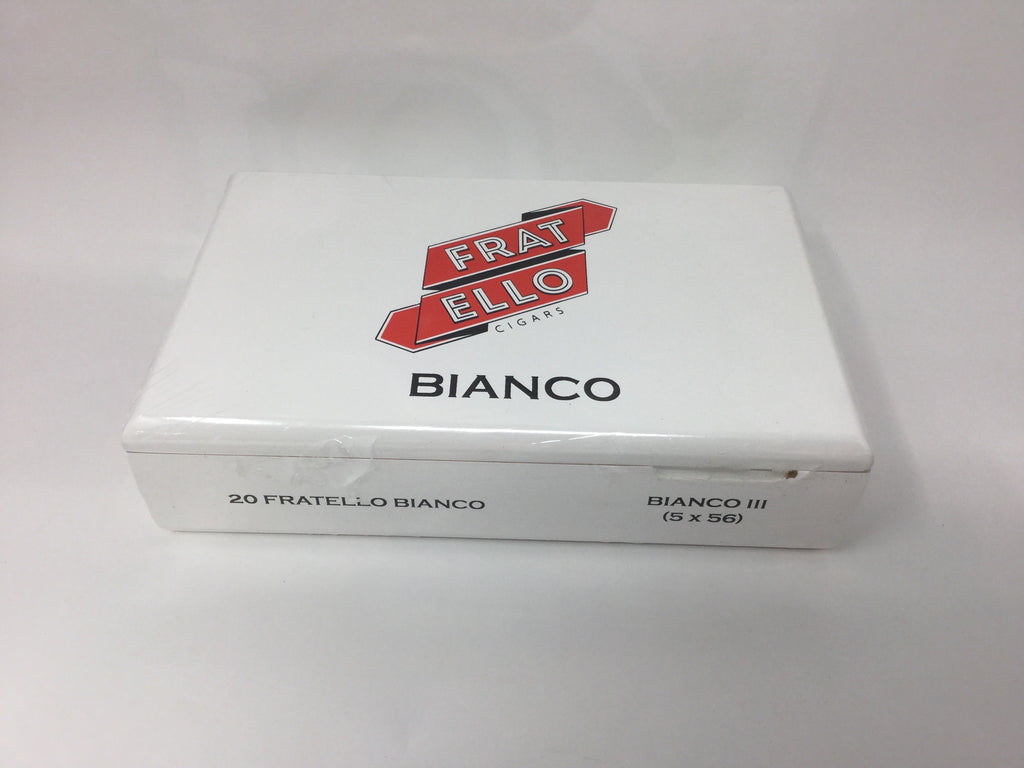 FRAT
ELLO
CIGARS
BIANCO
20 FRATELLO BIANCO
BIANCO III
(5 x 56)